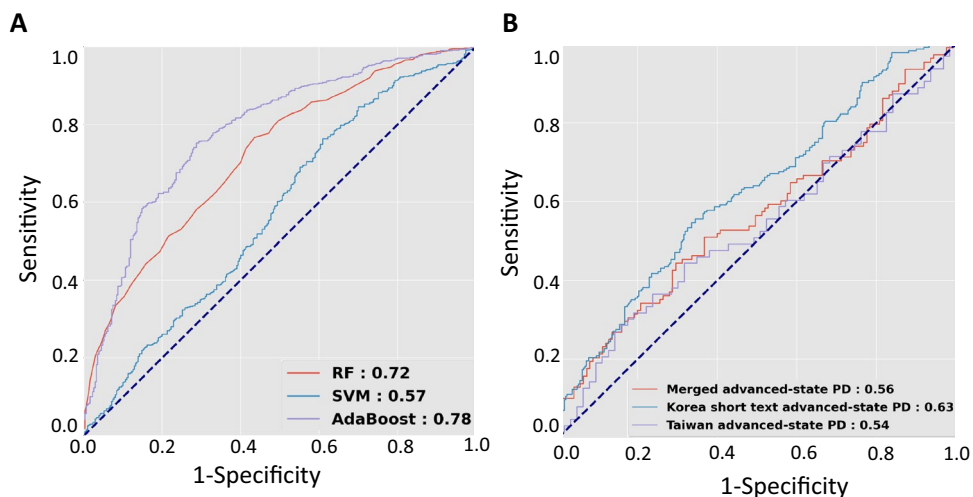 A
1.0
0.8
0.6
0.4
0.2
0.0
Sensitivity
RF : 0.72
SVM : 0.57
AdaBoost : 0.78
0.0 0.2 0.4 0.6 0.8 1.0
1-Specificity
B
1.0
0.8
0.6
0.4
0.2
0.0
Sensitivity
Merged advanced-state PD : 0.56
Korea short text advanced-state PD : 0.63
Taiwan advanced-state PD : 0.54
0.0 0.2 0.4 0.6 0.8 1.0
1-Specificity